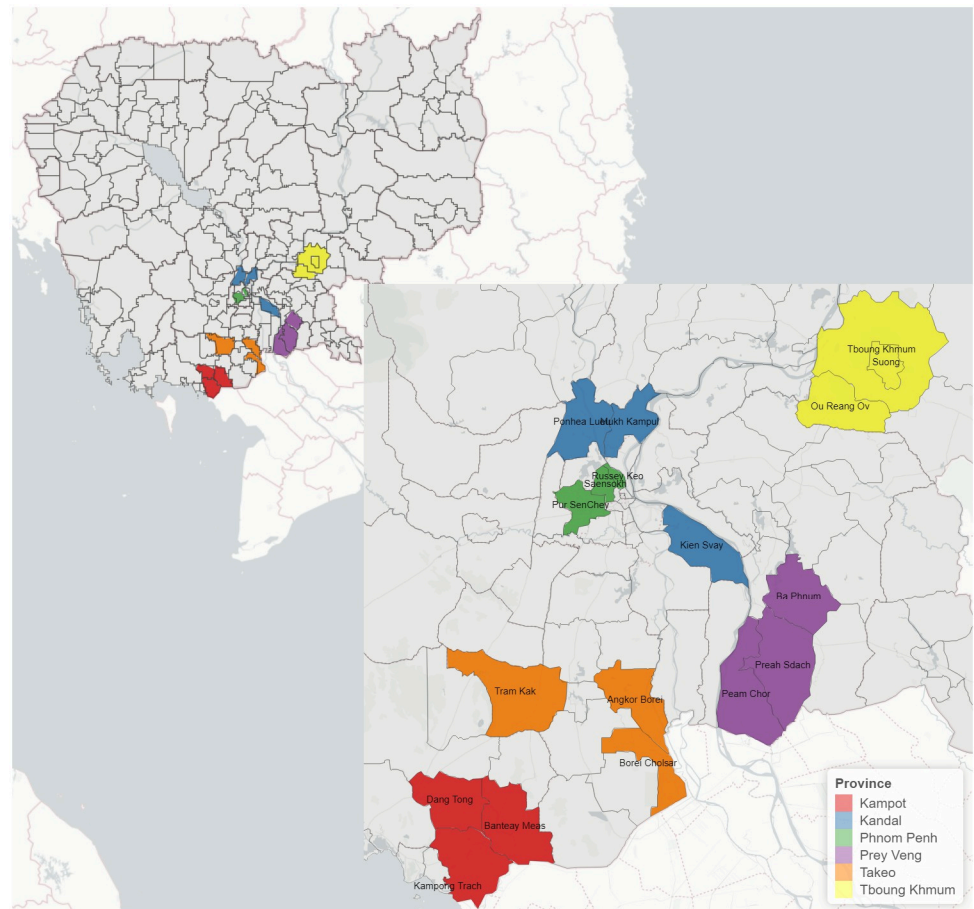 Tboung Khmum
Suong
Ou Reang Ov
Ponhea Lueu
Mukh Kampul
Russey Keo
Saensokh
Pur SenChey
Kien Svay
Ba Phnum
Preah Sdach
Peam Chor
Tram Kak
Angkor Borei
Borei Cholsar
Dang Tong
Banteay Meas
Kampong Trach
Province
Kampot
Kandal
Phnom Penh
Prey Veng
Takeo
Tboung Khmum